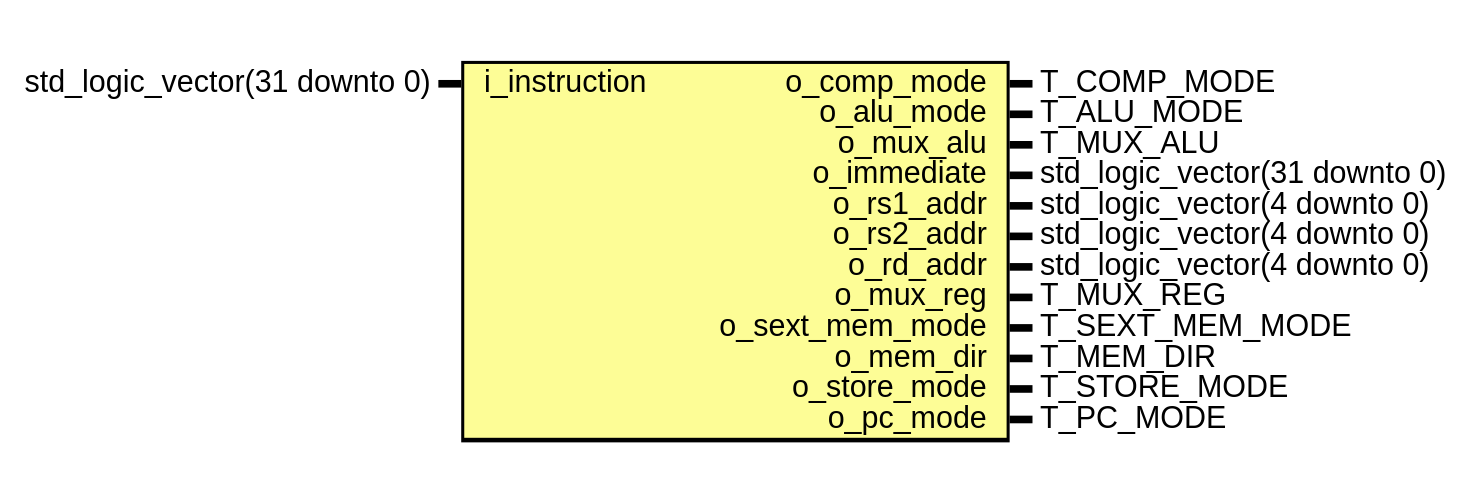 std_logic_vector(31 downto 0) i_instruction o_comp_mode T_COMP_MODE
o_alu_mode T_ALU_MODE
o_mux_alu T_MUX_ALU
o_immediate std_logic_vector(31 downto 0)
o_rs1_addr std_logic_vector(4 downto 0)
o_rs2_addr std_logic_vector(4 downto 0)
o_rd_addr std_logic_vector(4 downto 0)
o_mux_reg T_MUX_REG
o_sext_mem_mode T_SEXT_MEM_MODE
o_mem_dir T_MEM_DIR
o_store_mode T_STORE_MODE
o_pc_mode T_PC_MODE